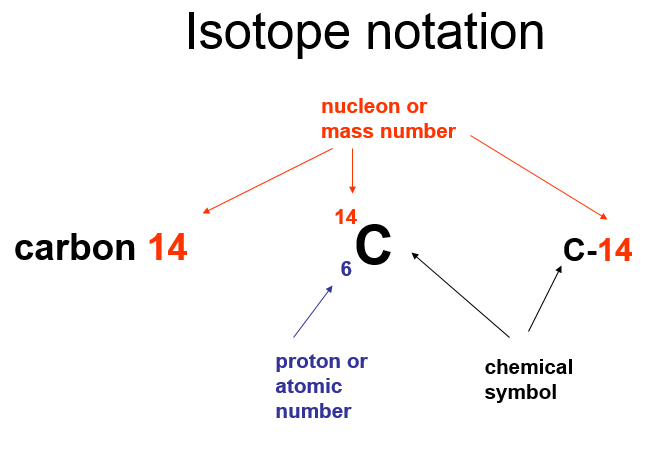 Isotope notation
nucleon or
mass number
carbon 14
14
6
C
C-14
proton or
atomic
number
chemical
symbol